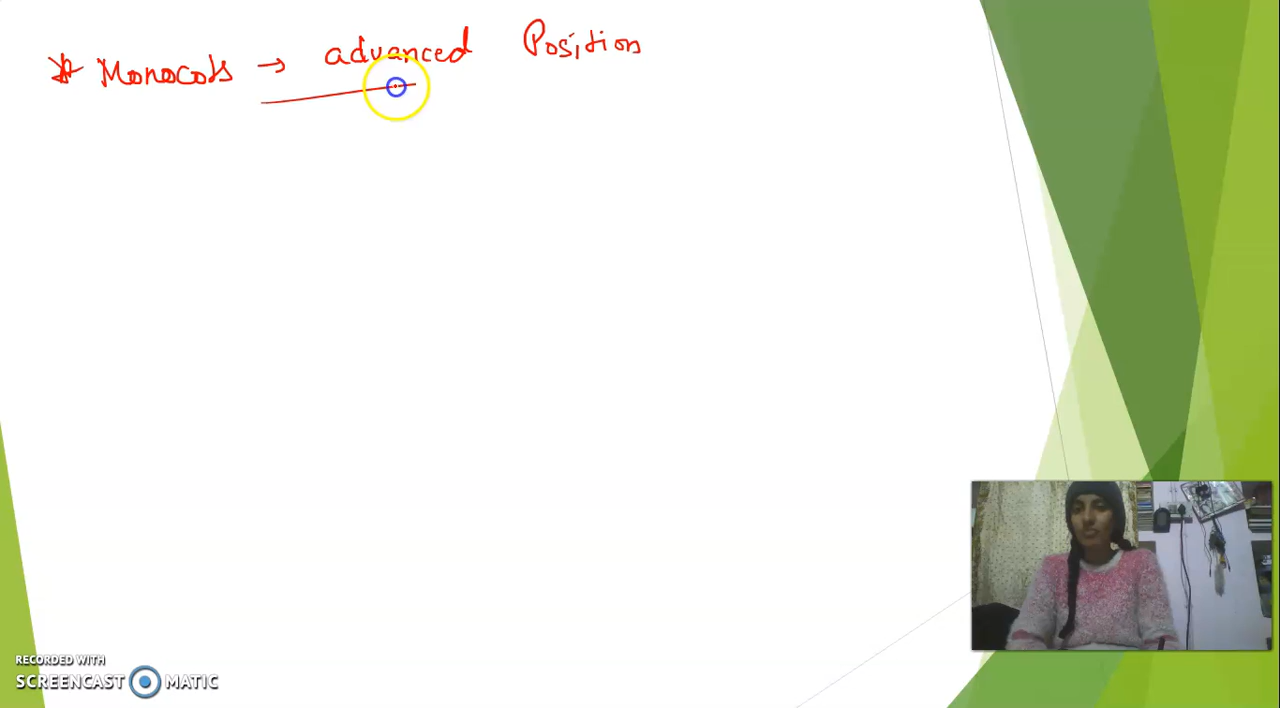 * Monocots → advanced Position
RECORDED WITH
SCREENCAST MATIC